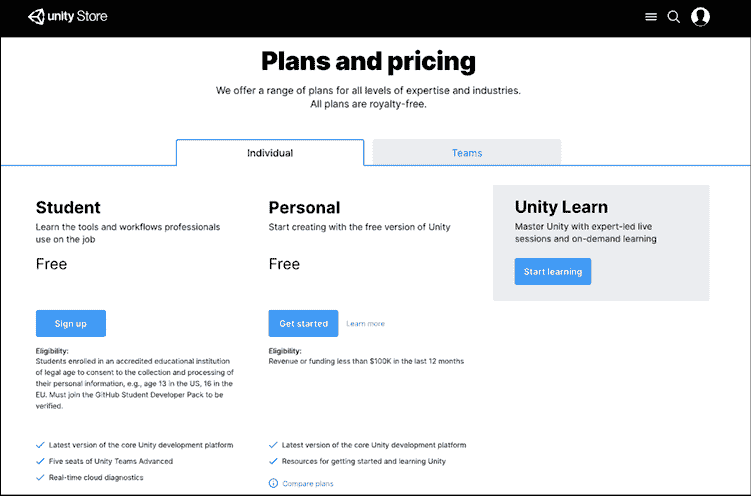 unity Store
Plans and pricing
We offer a range of plans for all levels of expertise and industries.
All plans are royalty-free.
Individual
Teams
Student
Learn the tools and workflows professionals
use on the job
Free
Sign up
Eligibility:
Students enrolled in an accredited educational institution
of legal age to consent to the collection and processing of
their personal information, e.g., age 13 in the US, 16 in the
EU. Must join the GitHub Student Developer Pack to be
verified.
Latest version of the core Unity development platform
Five seats of Unity Teams Advanced
Real-time cloud diagnostics
Personal
Start creating with the free version of Unity
Free
Get started
Learn more
Eligibility:
Revenue or funding less than $100K in the last 12 months
Latest version of the core Unity development platform
Resources for getting started and learning Unity
Compare plans
Unity Learn
Master Unity with expert-led live
sessions and on-demand learning
Start learning